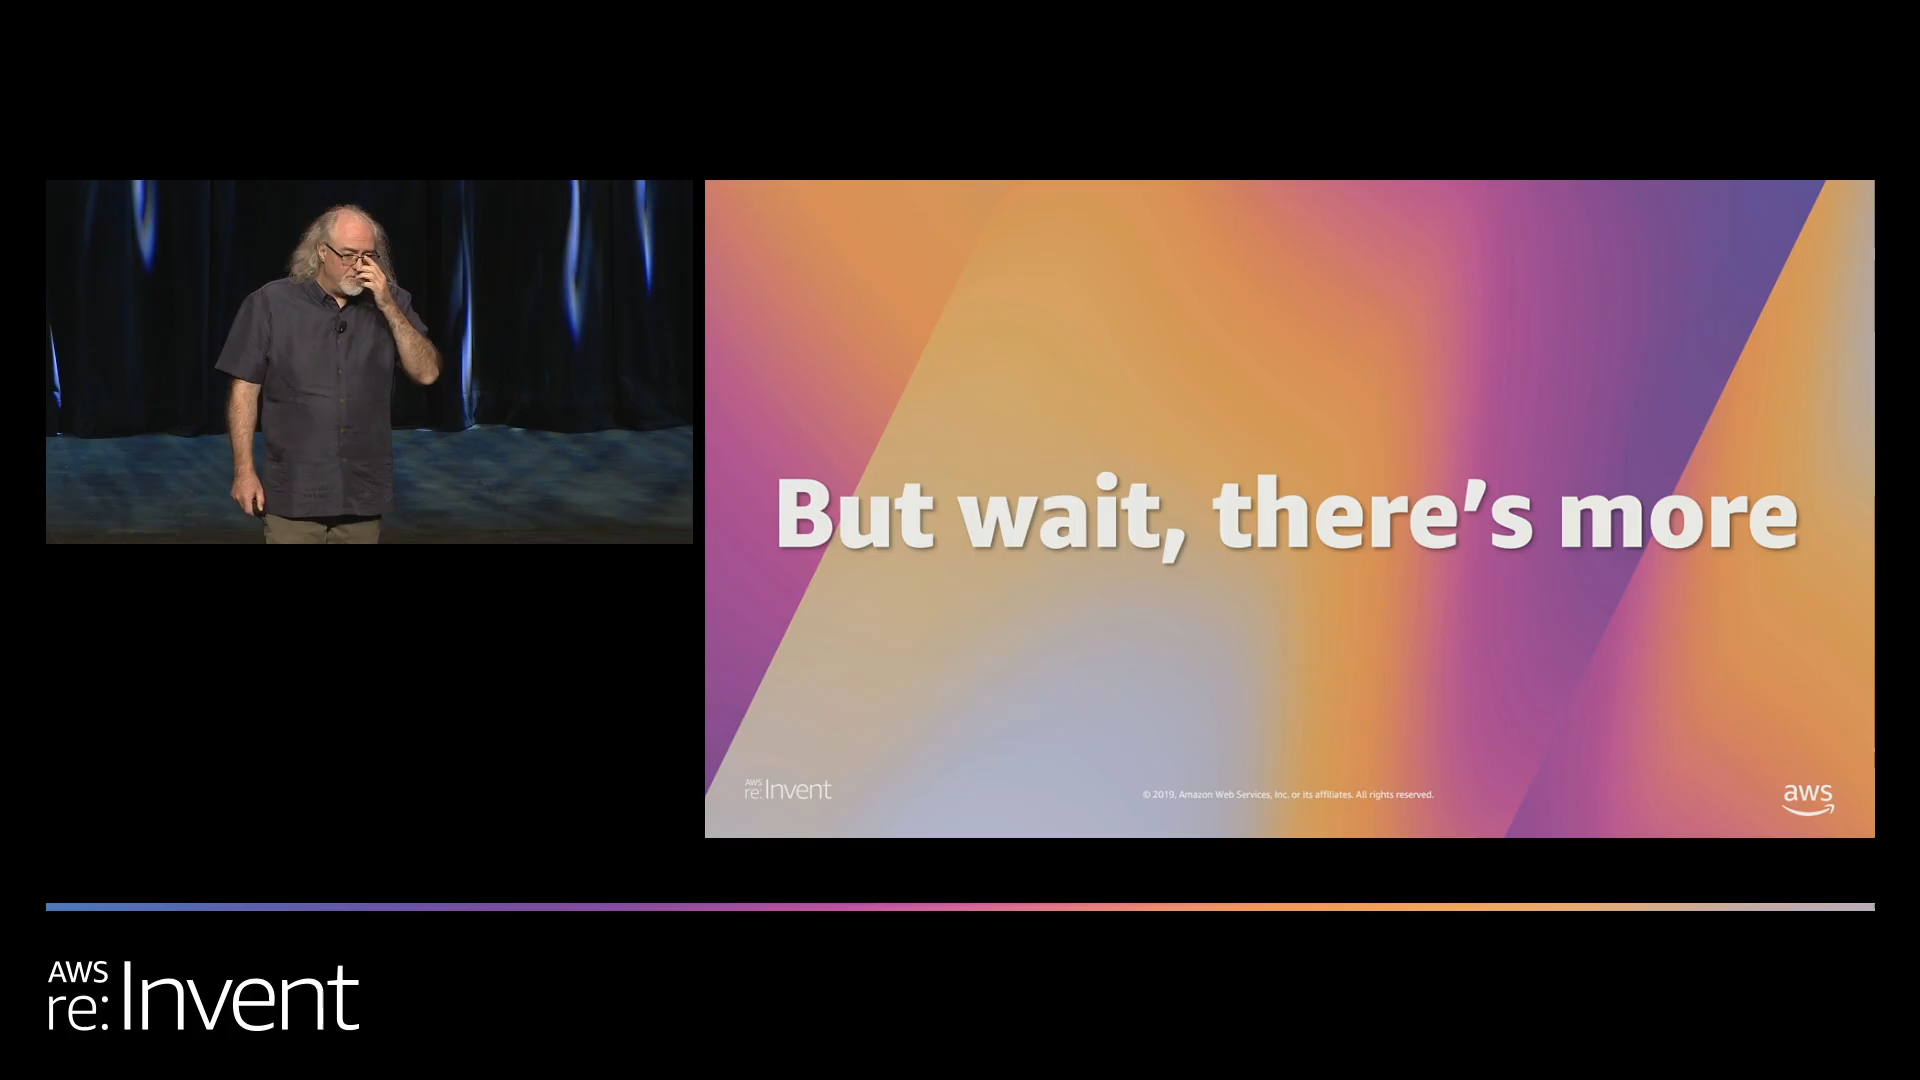 But wait, there’s more
AWS
re:Invent
© 2019, Amazon Web Services, Inc. or its affiliates. All rights reserved.
aws
AWS
re:Invent